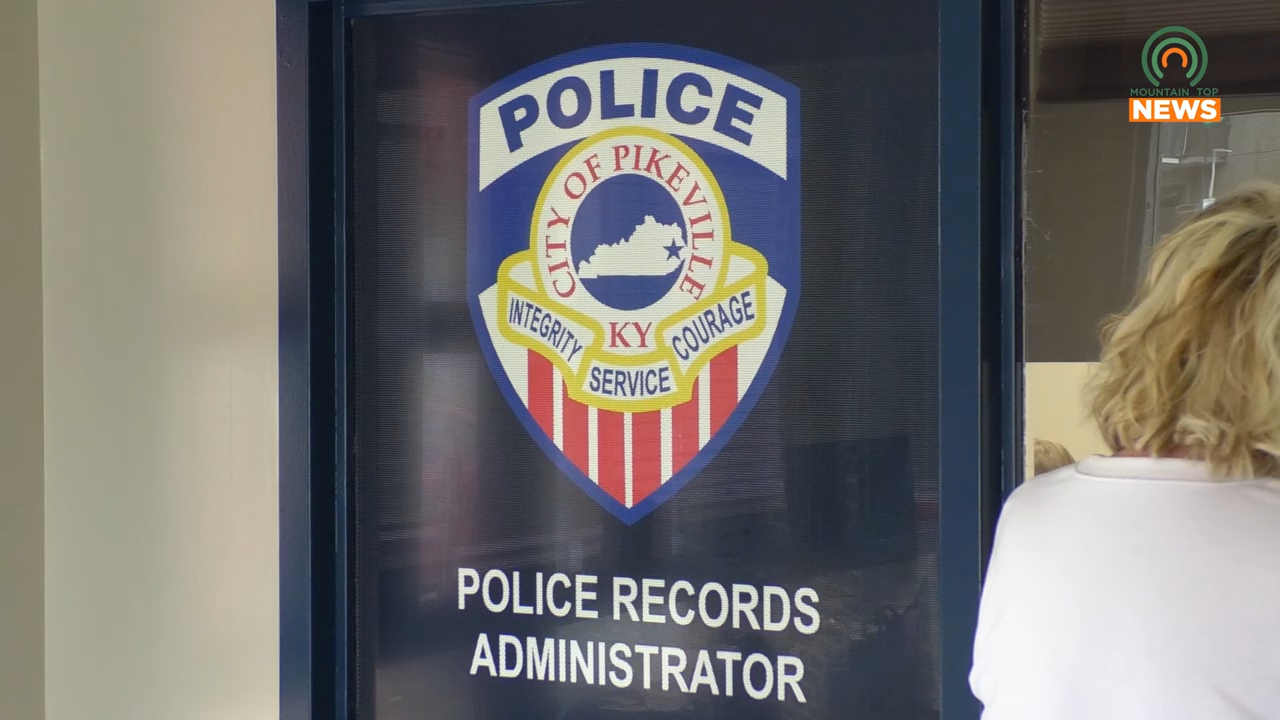 MOUNTAIN TOP
NEWS
POLICE
CITY OF PIKEVILLE
KY
INTEGRITY
SERVICE
COURAGE
POLICE RECORDS
ADMINISTRATOR